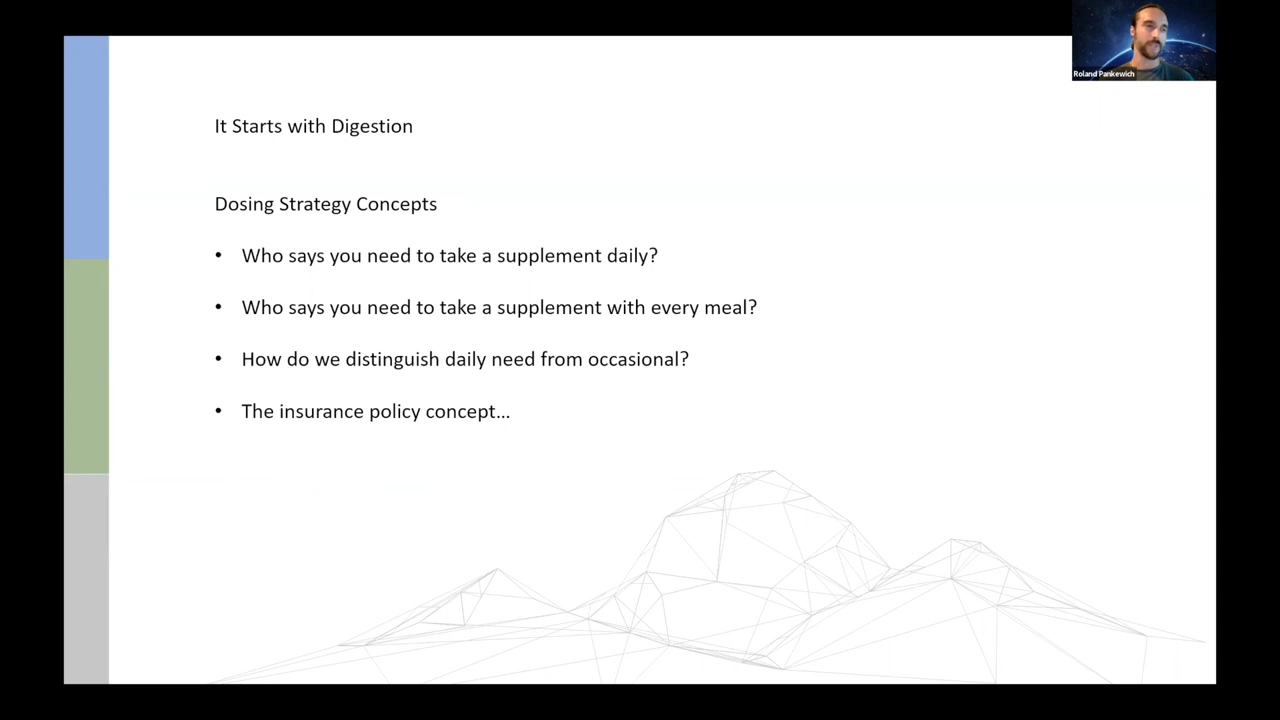 Roland Pankewich
It Starts with Digestion
Dosing Strategy Concepts
• Who says you need to take a supplement daily?
• Who says you need to take a supplement with every meal?
• How do we distinguish daily need from occasional?
• The insurance policy concept...